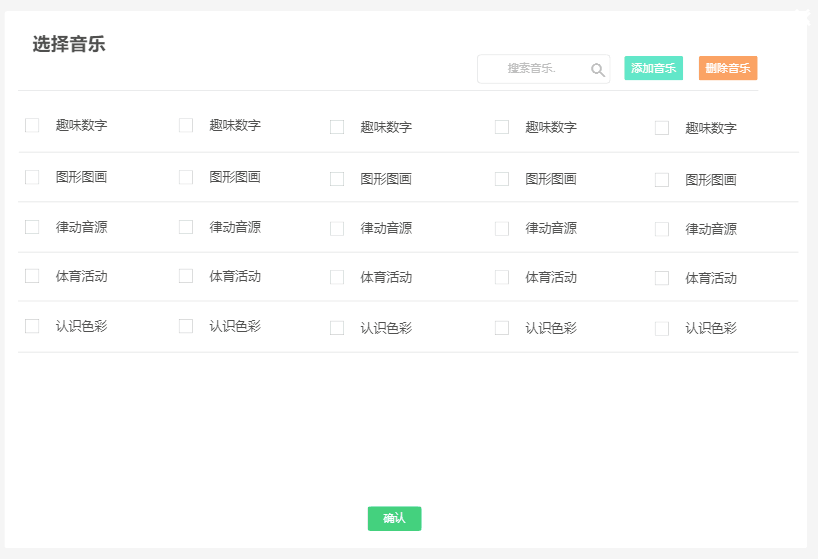 选择音乐
搜索音乐. 添加音乐 删除音乐
趣味数字 趣味数字 趣味数字 趣味数字 趣味数字
图形图画 图形图画 图形图画 图形图画 图形图画
律动音源 律动音源 律动音源 律动音源 律动音源
体育活动 体育活动 体育活动 体育活动 体育活动
认识色彩 认识色彩 认识色彩 认识色彩 认识色彩
确认